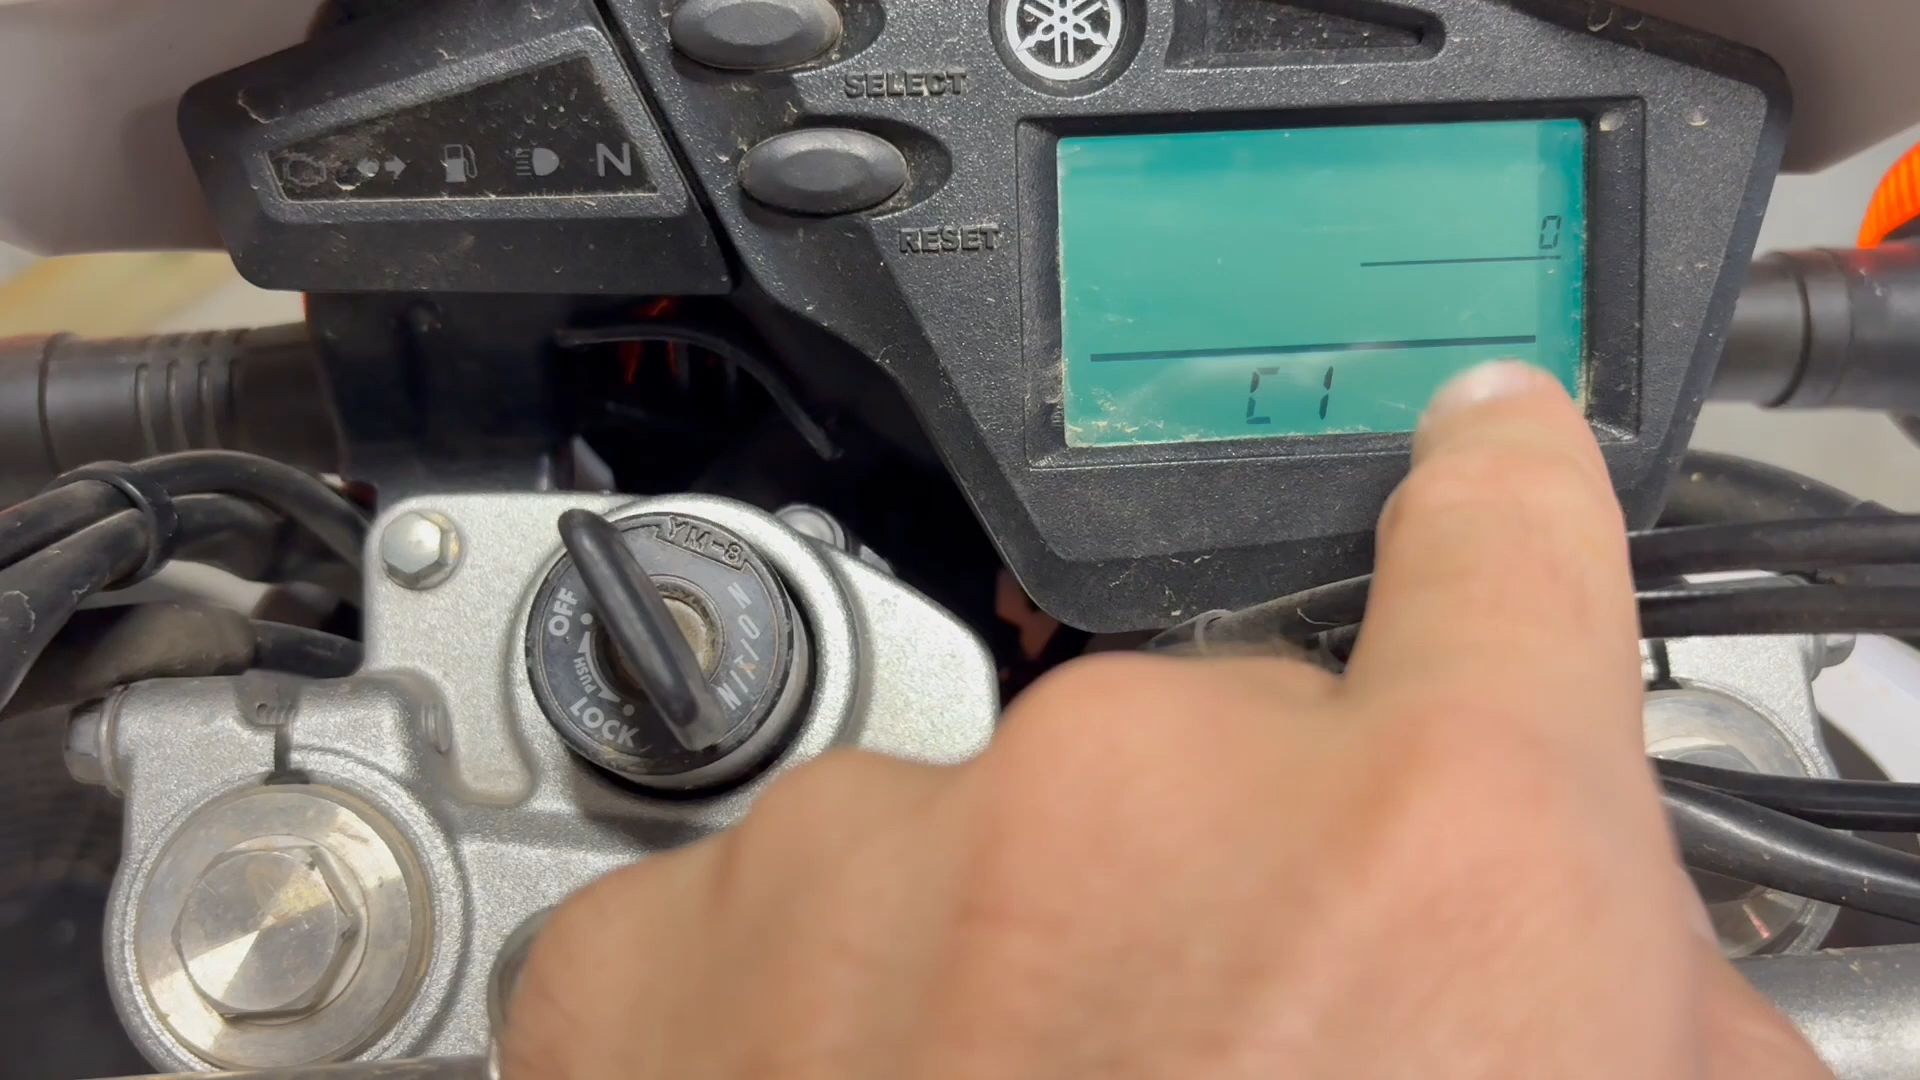 SELECT
N
RESET
0
C1
YM-8
OFF
ON
PUSH
LOCK